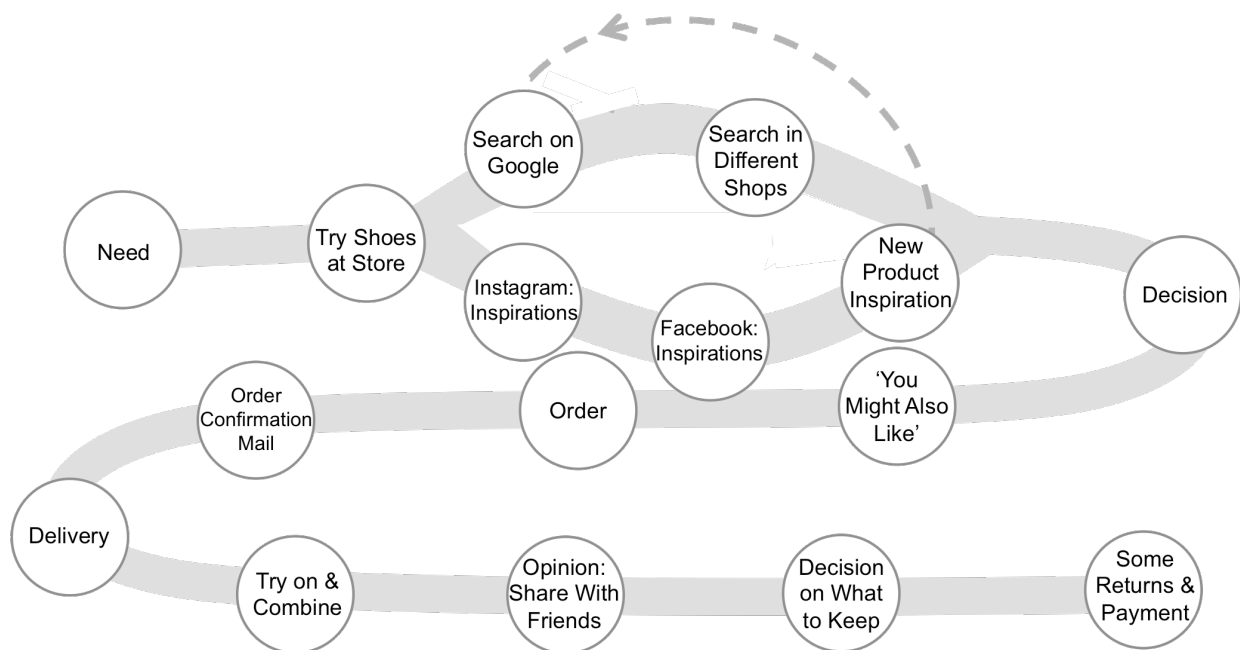 Need
Try Shoes
at Store
Search on
Google
Search in
Different
Shops
Instagram:
Inspirations
Facebook:
Inspirations
New
Product
Inspiration
Decision
‘You
Might Also
Like’
Order
Order
Confirmation
Mail
Delivery
Try on &
Combine
Opinion:
Share With
Friends
Decision
on What
to Keep
Some
Returns &
Payment